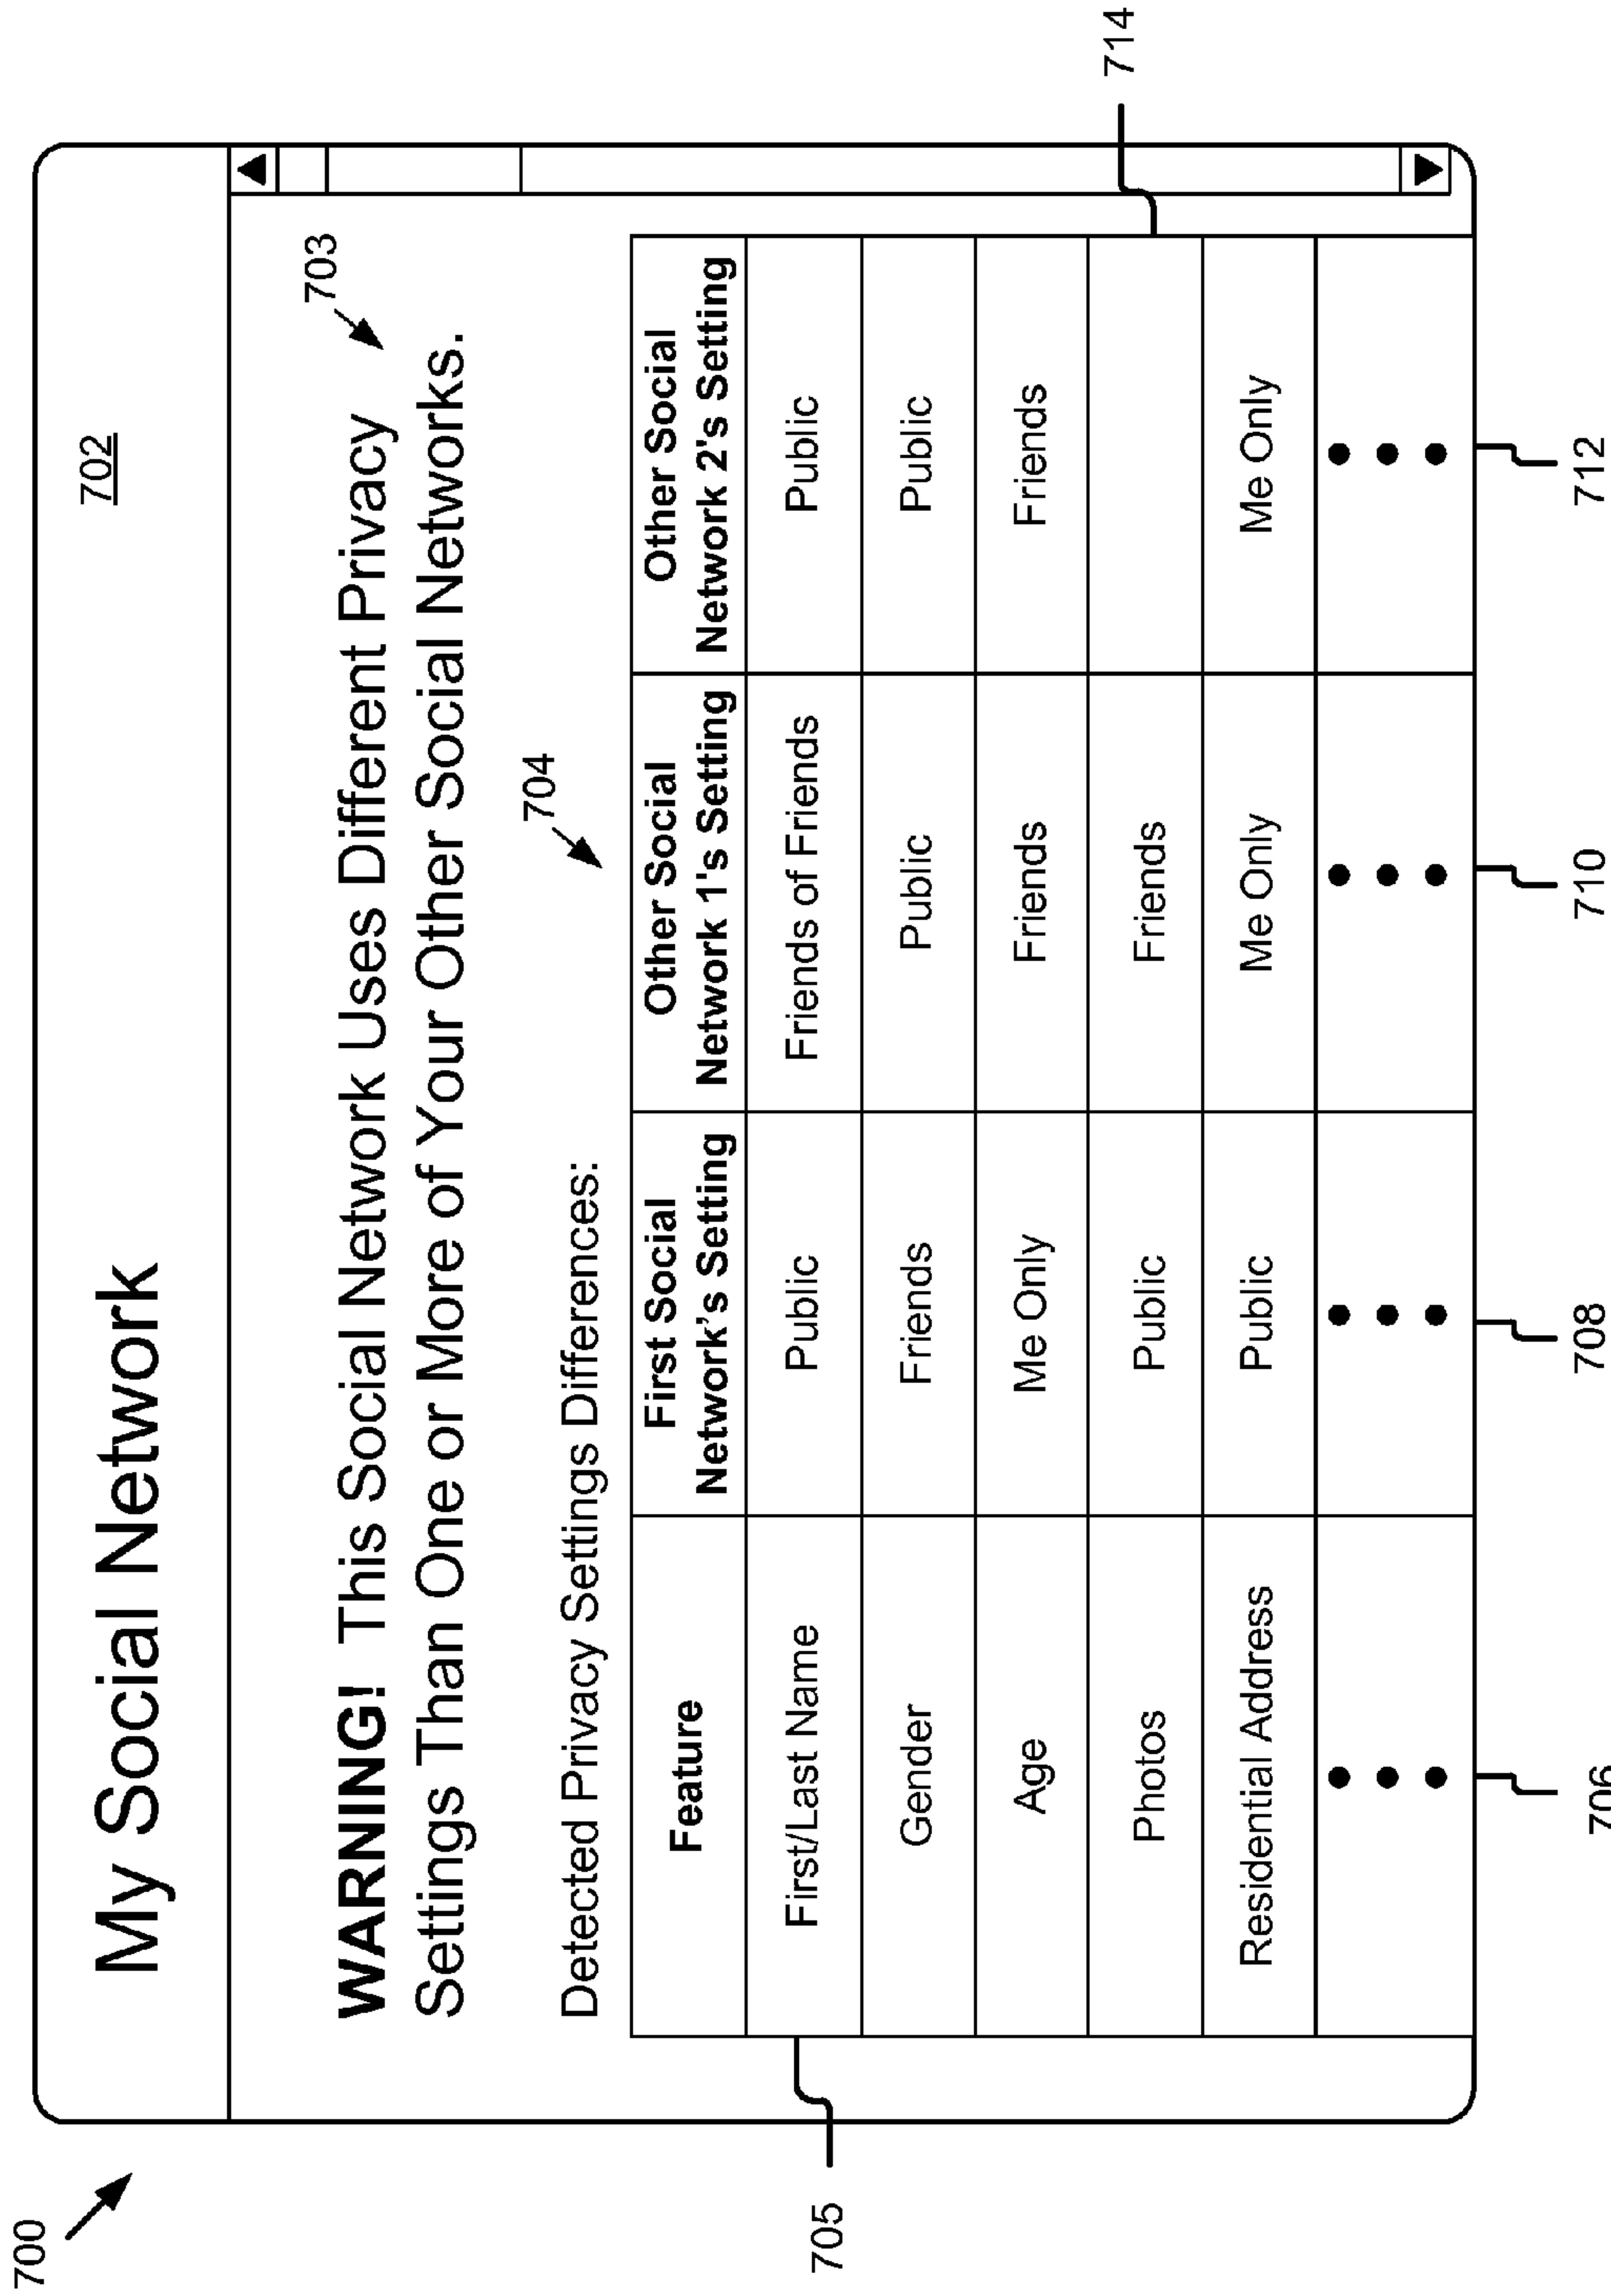 700
My Social Network
702
WARNING! This Social Network Uses Different Privacy
Settings Than One or More of Your Other Social Networks.
703
Detected Privacy Settings Differences:
704
Feature
First Social
Network's Setting
Other Social
Network 1's Setting
Other Social
Network 2's Setting
705
First/Last Name
Public
Friends of Friends
Public
Gender
Friends
Public
Public
Age
Me Only
Friends
Friends
Photos
Public
Friends
714
Residential Address
Public
Me Only
Me Only
706
708
710
712